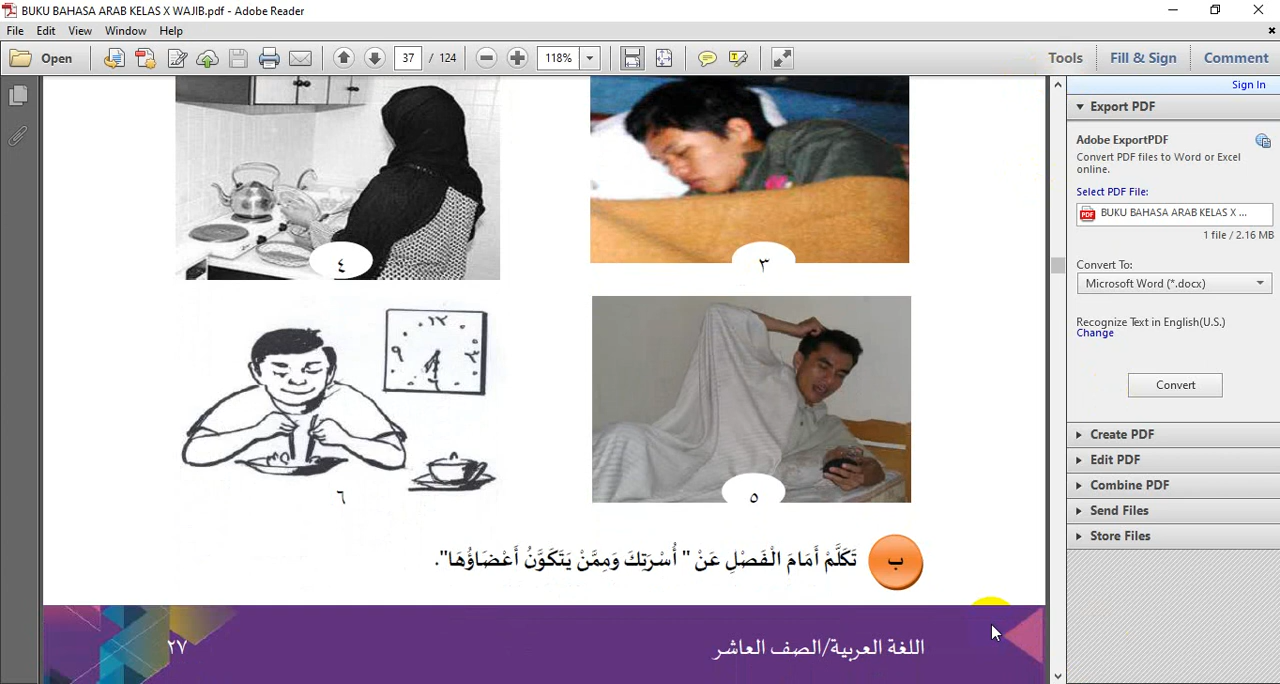 BUKU BAHASA ARAB KELAS X WAJIB.pdf - Adobe Reader
File Edit View Window Help
Open 37 / 124 118% Tools Fill & Sign Comment
Sign In
Export PDF
Adobe ExportPDF
Convert PDF files to Word or Excel
online.
Select PDF File:
BUKU BAHASA ARAB KELAS X ...
1 file / 2.16 MB
Convert To:
Microsoft Word (*.docx)
Recognize Text in English(U.S.)
Change
Convert
Create PDF
Edit PDF
Combine PDF
Send Files
Store Files
٣
٤
٥
١٢
٣
٩
٦
ب
تَكَلَّمْ أَمَامَ الْفَصْلِ عَنْ " أُسْرَتِكَ وَمِمَّنْ يَتَكَوَّنُ أَعْضَاؤُهَا".
اللغة العربية/الصف العاشر
٢٧